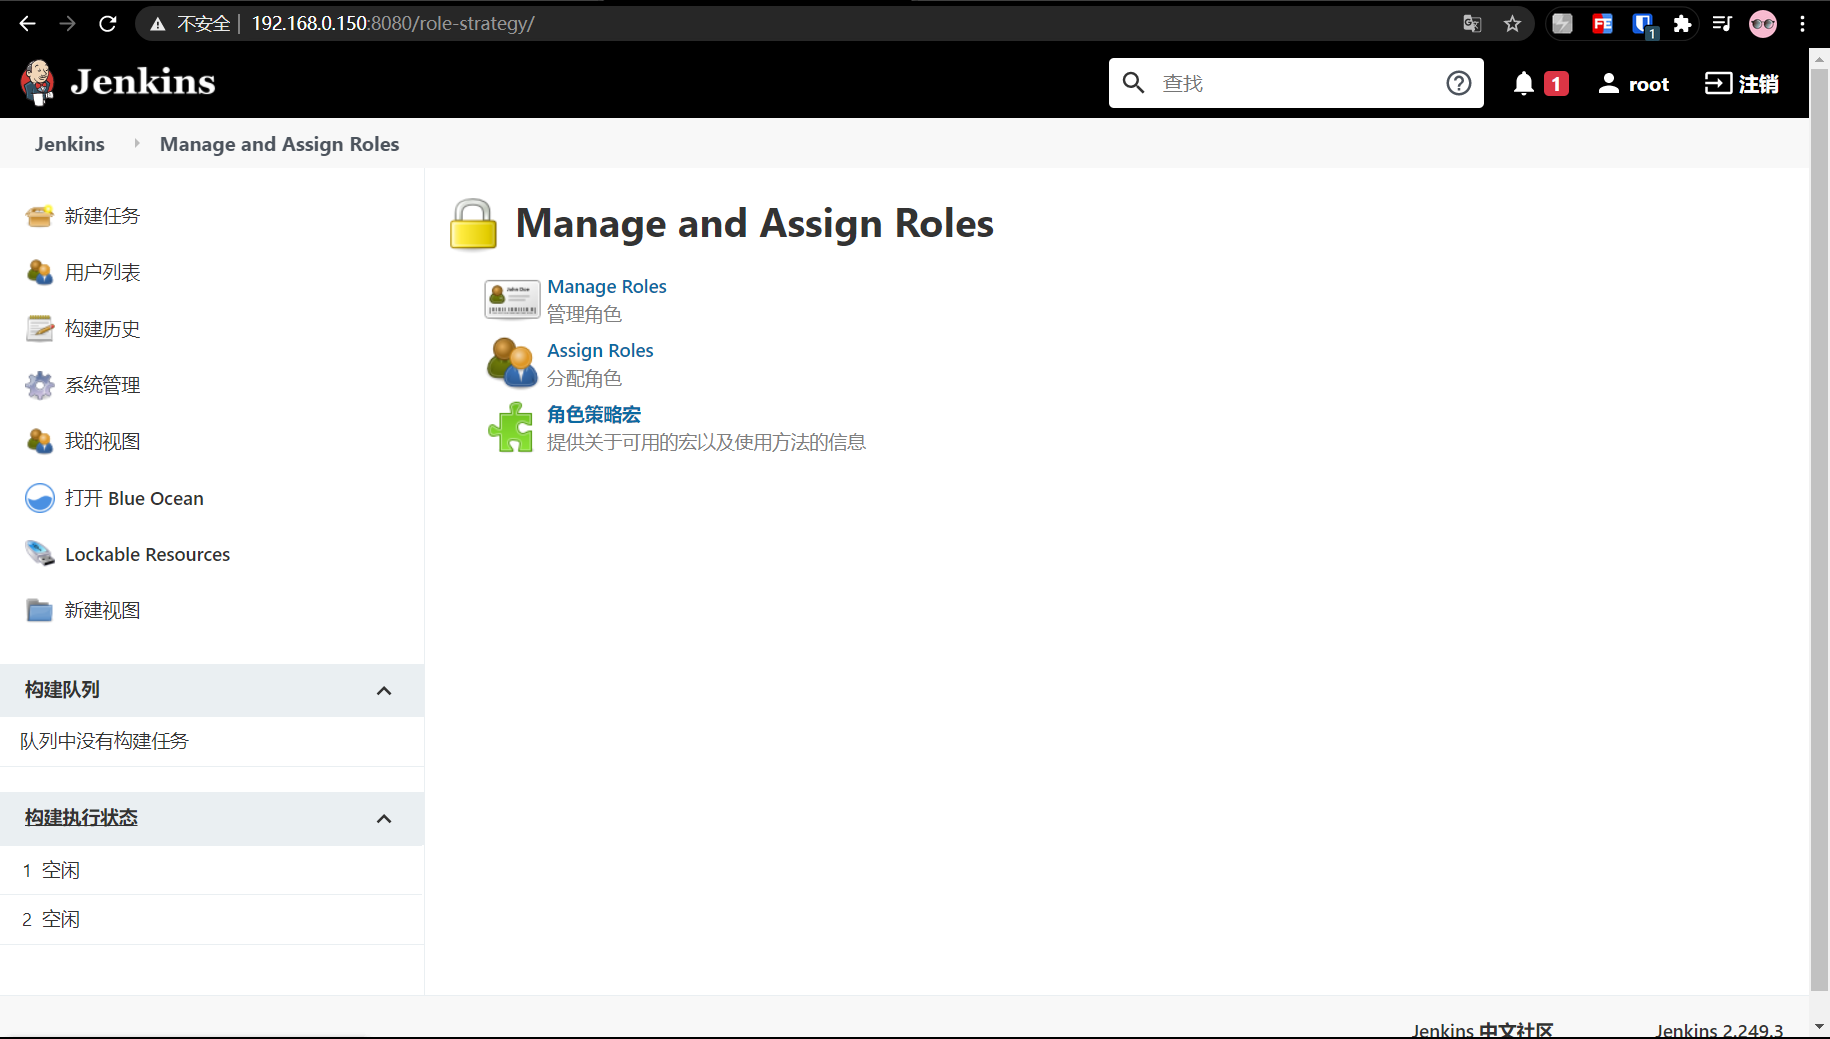 不安全 192.168.0.150:8080/role-strategy/
FE
1
Jenkins
查找
1
root
注销
Jenkins
Manage and Assign Roles
新建任务
用户列表
构建历史
系统管理
我的视图
打开 Blue Ocean
Lockable Resources
新建视图
构建队列
队列中没有构建任务
构建执行状态
1 空闲
2 空闲
Manage and Assign Roles
Manage Roles
管理角色
Assign Roles
分配角色
角色策略宏
提供关于可用的宏以及使用方法的信息
Jenkins 中文社区
Jenkins 2.249.3